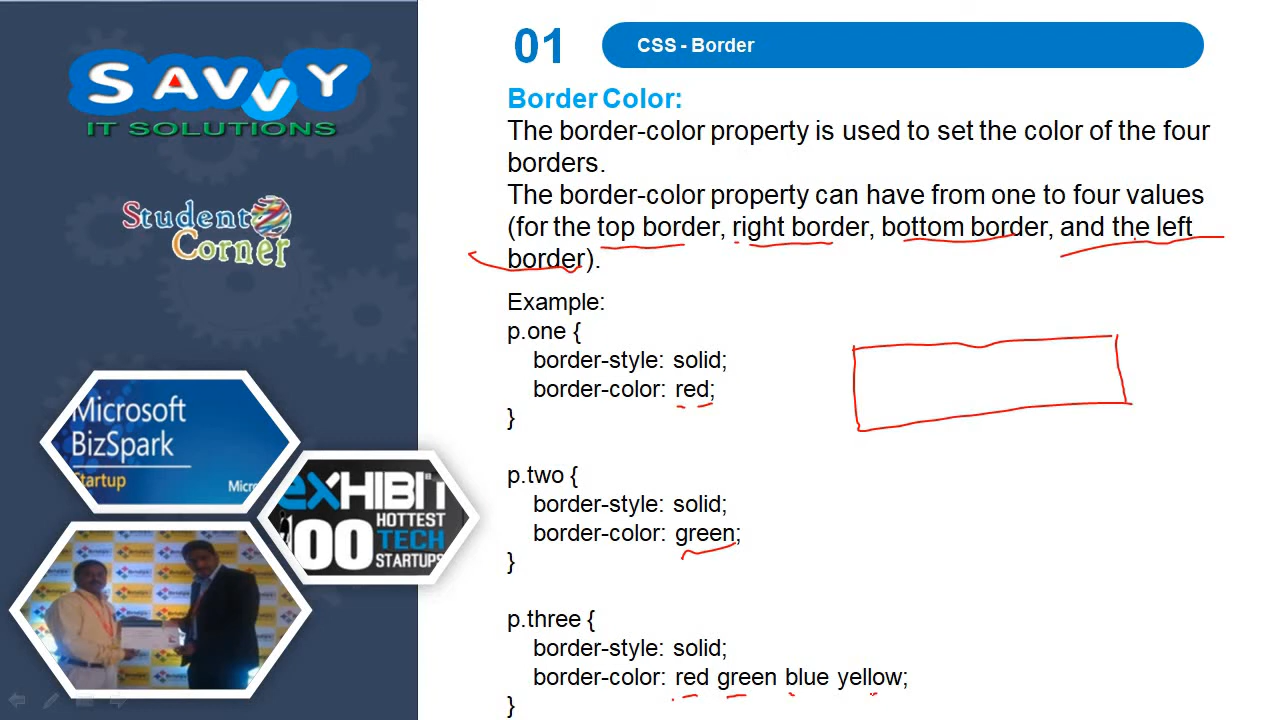 SAVVY
IT SOLUTIONS
Student
Corner
Microsoft
BizSpark
Startup
Micros
eXHIBIT
100
HOTTEST
TECH
STARTUPS
01
CSS - Border
Border Color:
The border-color property is used to set the color of the four
borders.
The border-color property can have from one to four values
(for the top border, right border, bottom border, and the left
border).
Example:
p.one {
border-style: solid;
border-color: red;
}
p.two {
border-style: solid;
border-color: green;
}
p.three {
border-style: solid;
border-color: red green blue yellow;
}